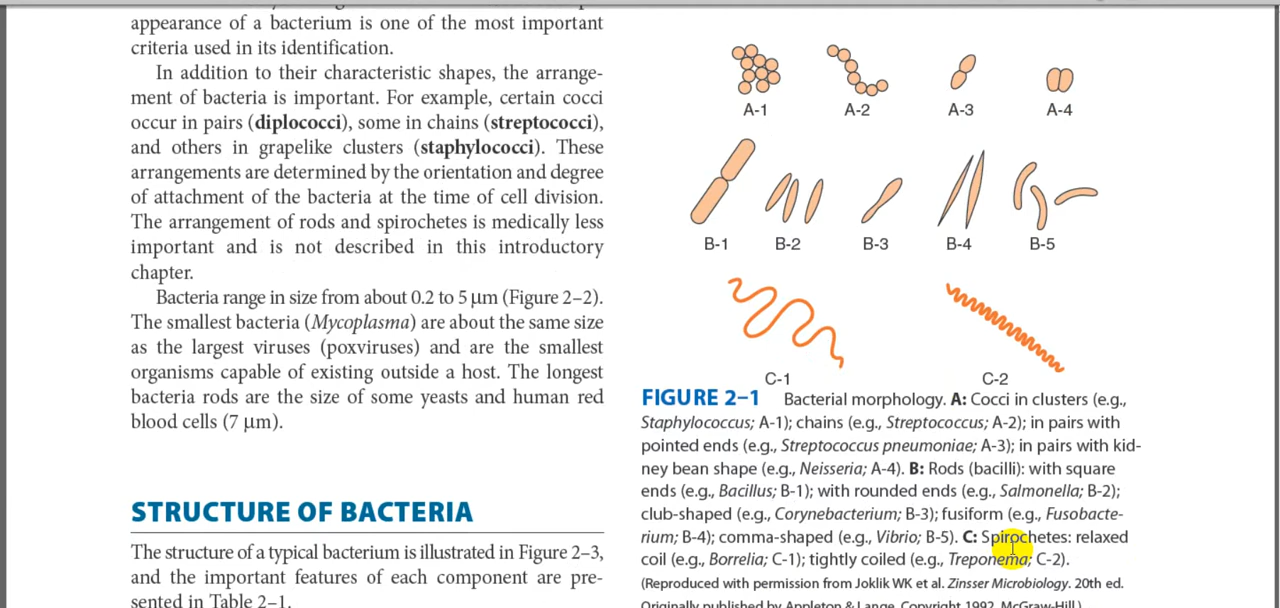 appearance of a bacterium is one of the most important
criteria used in its identification.
In addition to their characteristic shapes, the arrange-
ment of bacteria is important. For example, certain cocci
occur in pairs (diplococci), some in chains (streptococci),
and others in grapelike clusters (staphylococci). These
arrangements are determined by the orientation and degree
of attachment of the bacteria at the time of cell division.
The arrangement of rods and spirochetes is medically less
important and is not described in this introductory
chapter.
Bacteria range in size from about 0.2 to 5 μm (Figure 2–2).
The smallest bacteria (Mycoplasma) are about the same size
as the largest viruses (poxviruses) and are the smallest
organisms capable of existing outside a host. The longest
bacteria rods are the size of some yeasts and human red
blood cells (7 μm).
STRUCTURE OF BACTERIA
The structure of a typical bacterium is illustrated in Figure 2–3,
and the important features of each component are pre-
sented in Table 2–1.
A-1 A-2 A-3 A-4
B-1 B-2 B-3 B-4 B-5
C-1 C-2
FIGURE 2–1 Bacterial morphology. A: Cocci in clusters (e.g.,
Staphylococcus; A-1); chains (e.g., Streptococcus; A-2); in pairs with
pointed ends (e.g., Streptococcus pneumoniae; A-3); in pairs with kid-
ney bean shape (e.g., Neisseria; A-4). B: Rods (bacilli): with square
ends (e.g., Bacillus; B-1); with rounded ends (e.g., Salmonella; B-2);
club-shaped (e.g., Corynebacterium; B-3); fusiform (e.g., Fusobacte-
rium; B-4); comma-shaped (e.g., Vibrio; B-5). C: Spirochetes: relaxed
coil (e.g., Borrelia; C-1); tightly coiled (e.g., Treponema; C-2).
(Reproduced with permission from Joklik WK et al. Zinsser Microbiology. 20th ed.
Originally published by Appleton & Lange. Copyright 1992, McGraw-Hill.)